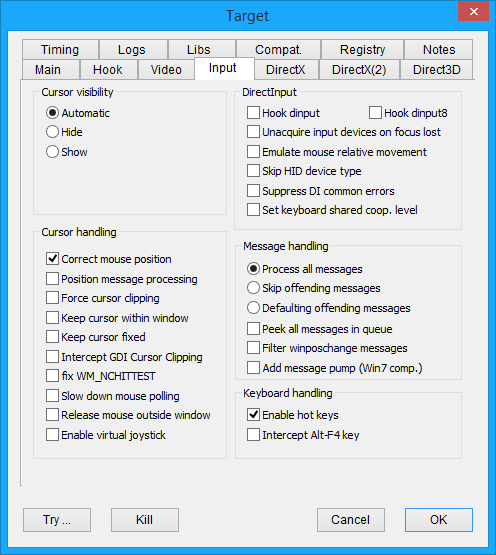 Target
Timing Logs Libs Compat. Registry Notes
Main Hook Video Input DirectX DirectX(2) Direct3D
Cursor visibility
Automatic
Hide
Show
DirectInput
Hook dinput Hook dinput8
Unacquire input devices on focus lost
Emulate mouse relative movement
Skip HID device type
Suppress DI common errors
Set keyboard shared coop. level
Cursor handling
Correct mouse position
Position message processing
Force cursor clipping
Keep cursor within window
Keep cursor fixed
Intercept GDI Cursor Clipping
fix WM_NCHITTEST
Slow down mouse polling
Release mouse outside window
Enable virtual joystick
Message handling
Process all messages
Skip offending messages
Defaulting offending messages
Peek all messages in queue
Filter winposchange messages
Add message pump (Win7 comp.)
Keyboard handling
Enable hot keys
Intercept Alt-F4 key
Try ... Kill Cancel OK